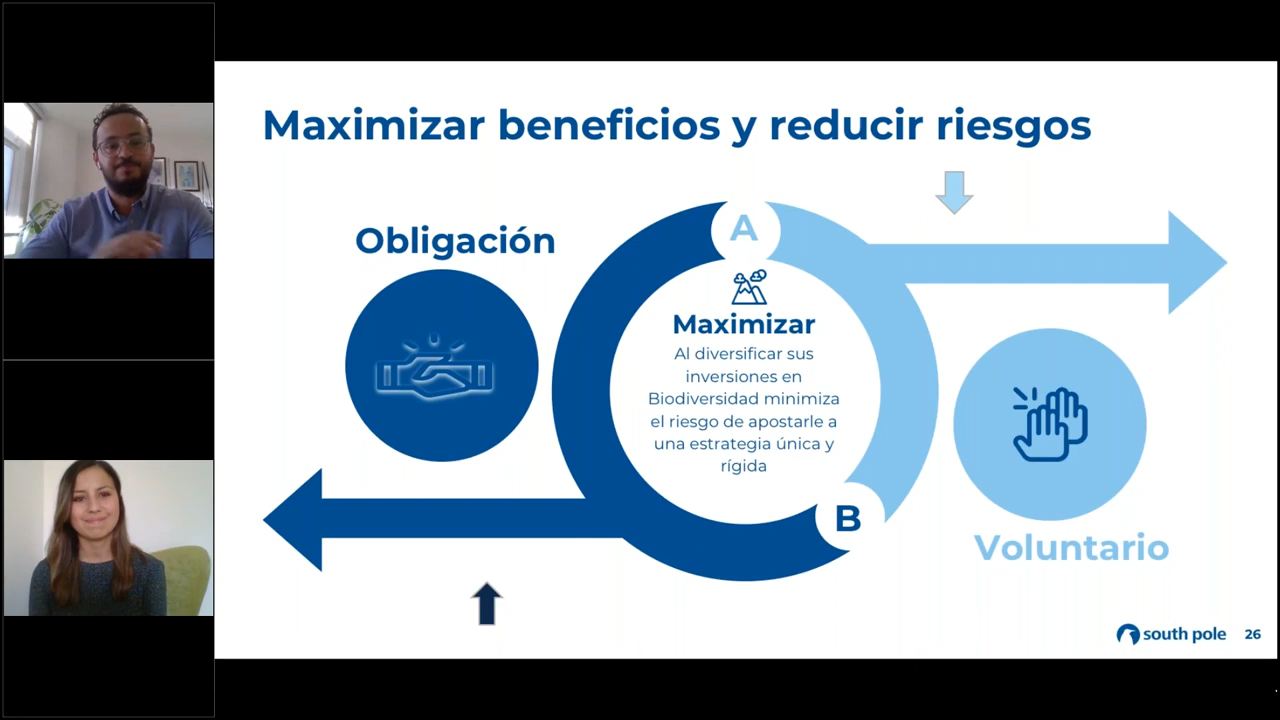 Maximizar beneficios y reducir riesgos
Obligación
A
Maximizar
Al diversificar sus
inversiones en
Biodiversidad minimiza
el riesgo de apostarle a
una estrategia única y
rígida
B
Voluntario
south pole 26